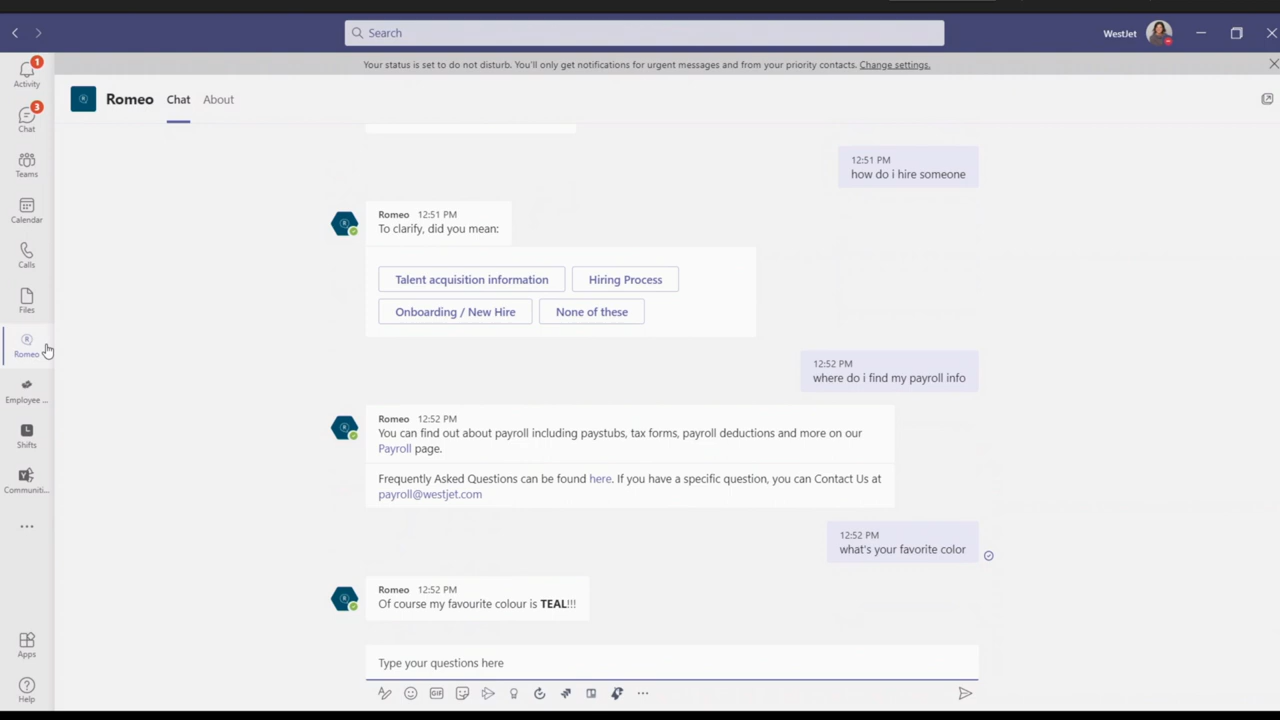 Search
WestJet
Your status is set to do not disturb. You'll only get notifications for urgent messages and from your priority contacts. Change settings.
1
Activity
3
Chat
Teams
Calendar
Calls
Files
R
Romeo
Employee ...
Shifts
Communiti...
...
Apps
Help
R
Romeo
Chat
About
12:51 PM
how do i hire someone
R
Romeo 12:51 PM
To clarify, did you mean:
Talent acquisition information
Hiring Process
Onboarding / New Hire
None of these
12:52 PM
where do i find my payroll info
R
Romeo 12:52 PM
You can find out about payroll including paystubs, tax forms, payroll deductions and more on our
Payroll page.
Frequently Asked Questions can be found here. If you have a specific question, you can Contact Us at
payroll@westjet.com
12:52 PM
what's your favorite color
R
Romeo 12:52 PM
Of course my favourite colour is TEAL!!!
Type your questions here
GIF